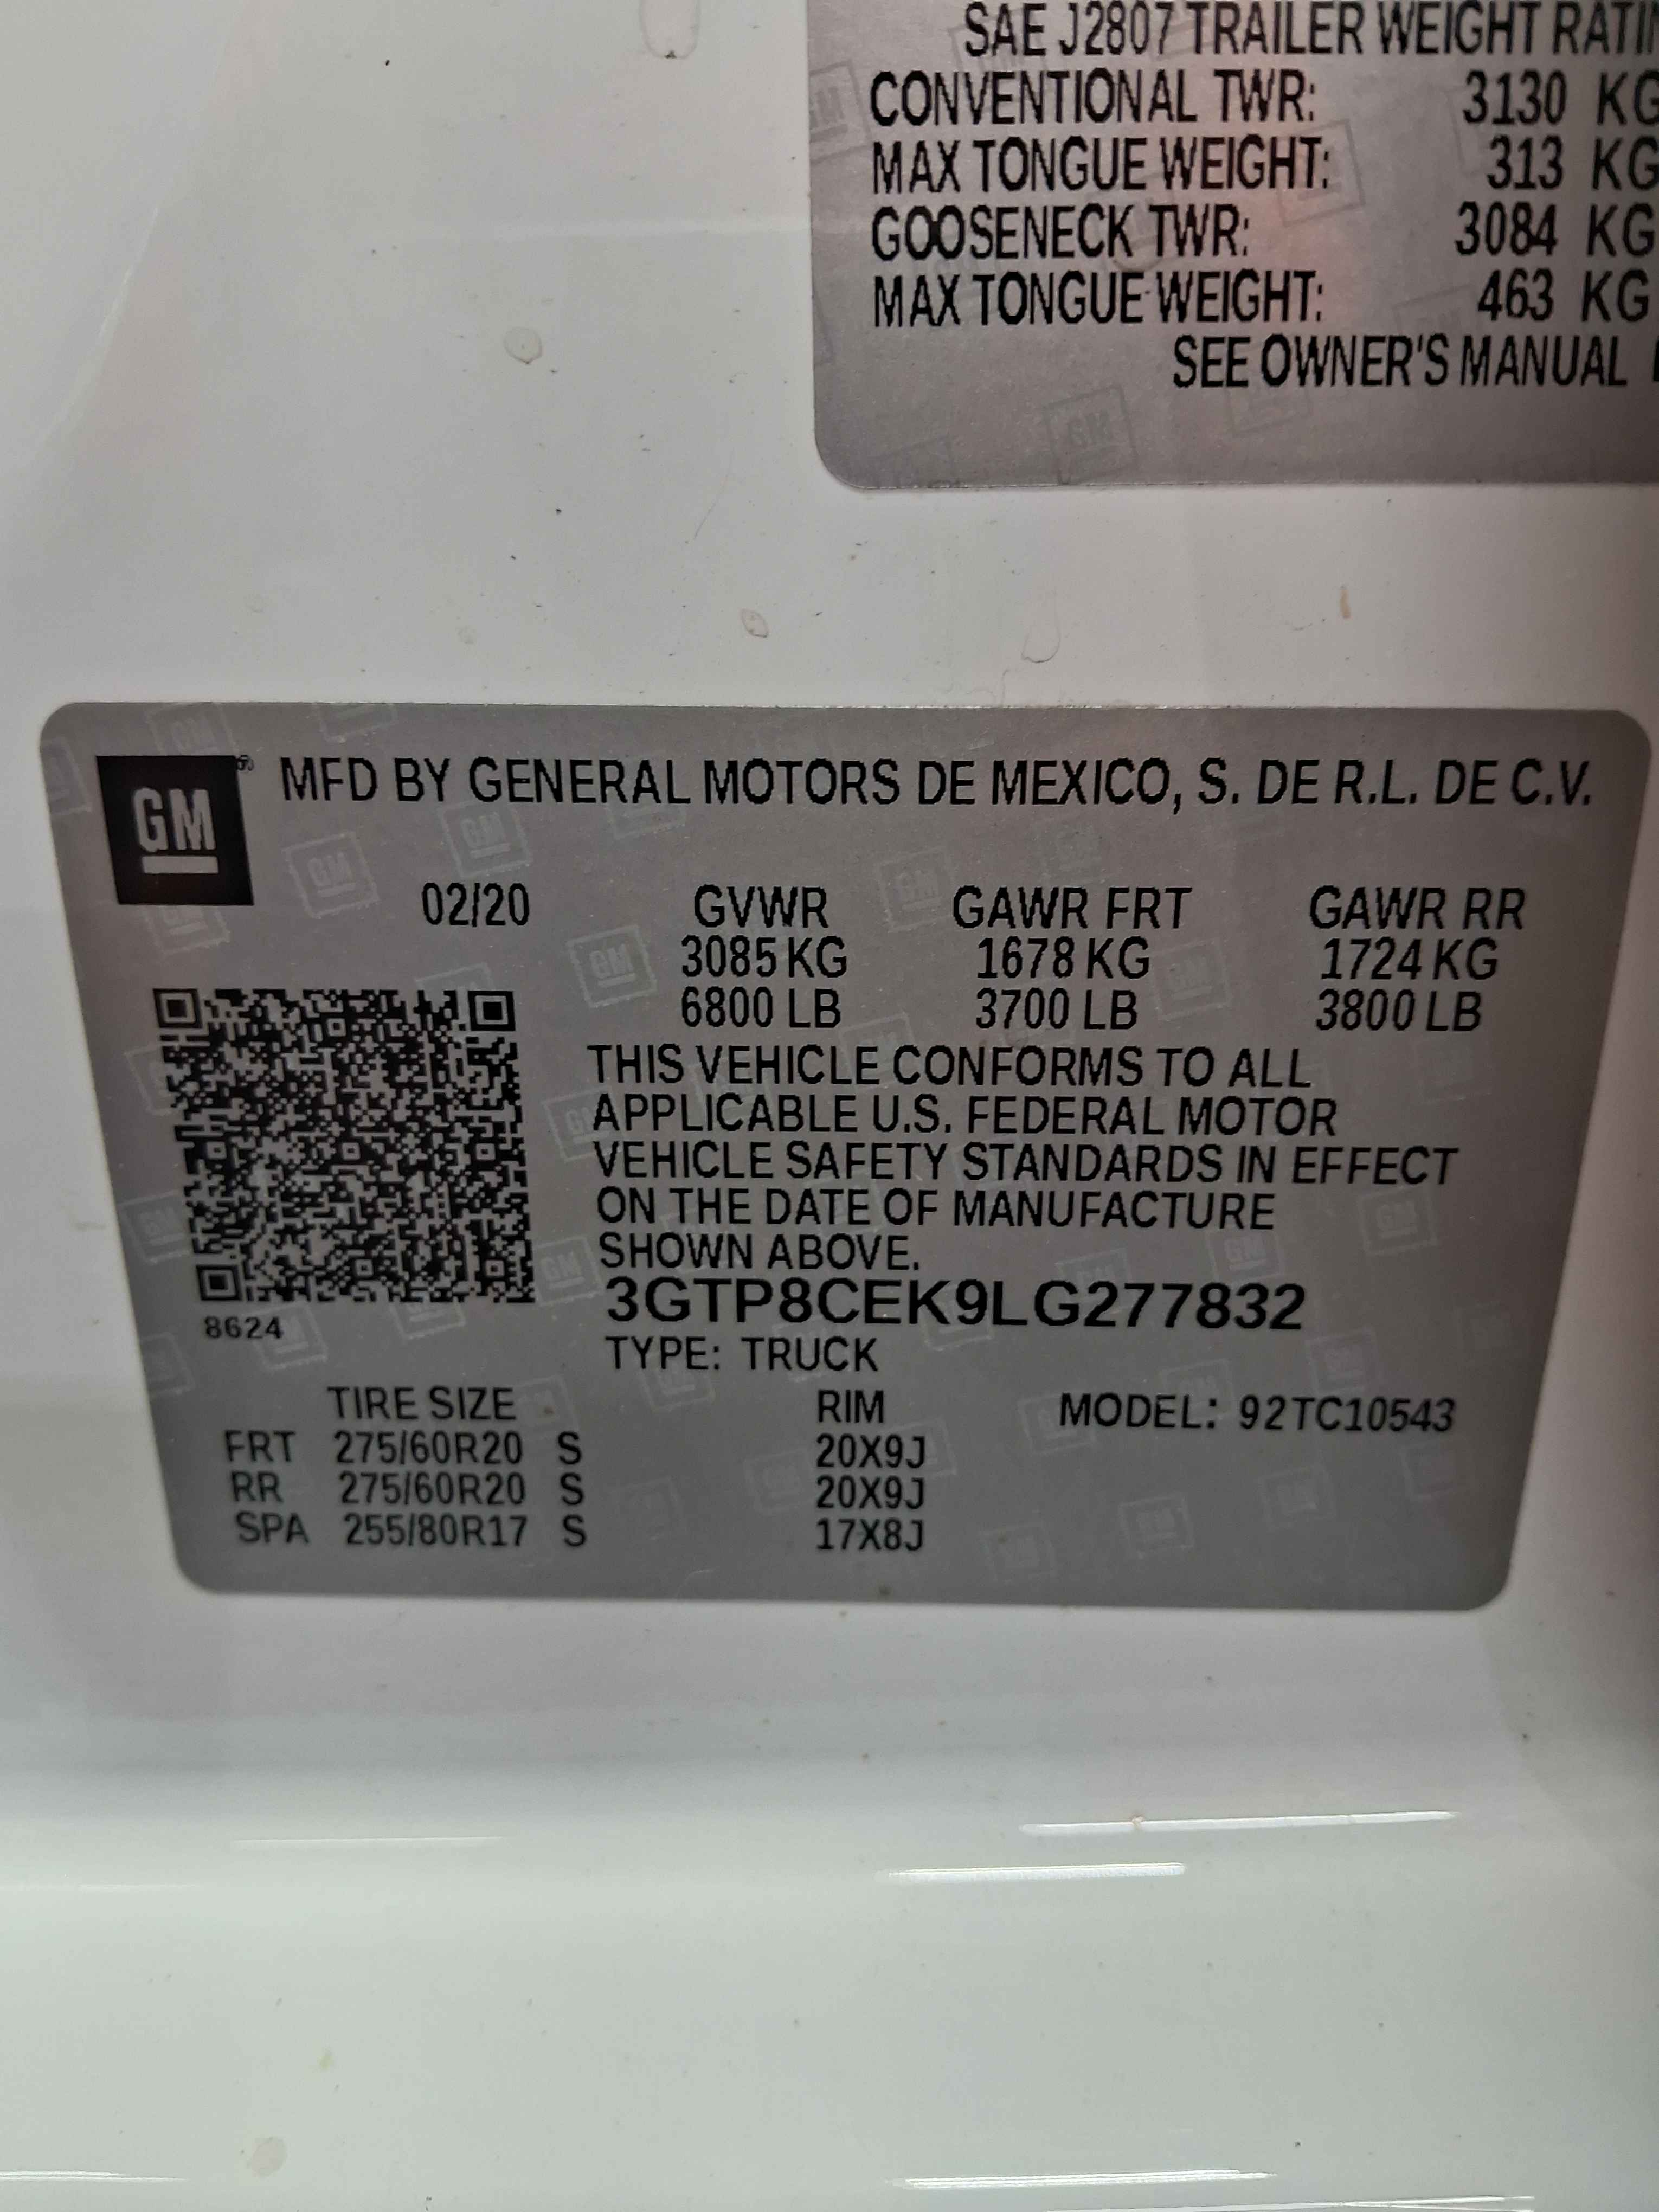 SAE J2807 TRAILER WEIGHT
CONVENTIONAL TWR: 3130 KG
MAX TONGUE WEIGHT: 313 KG
GOOSENECK TWR: 3084 KG
MAX TONGUE WEIGHT: 463 KG
SEE OWNER'S MANUAL
GM MFD BY GENERAL MOTORS DE MEXICO, S. DE R.L. DE C.V.
02/20 GVWR GAWR FRT GAWR RR
3085 KG 1678 KG 1724 KG
6800 LB 3700 LB 3800 LB
THIS VEHICLE CONFORMS TO ALL
APPLICABLE U.S. FEDERAL MOTOR
VEHICLE SAFETY STANDARDS IN EFFECT
ON THE DATE OF MANUFACTURE
SHOWN ABOVE.
3GTP8CEK9LG277832
8624
TYPE: TRUCK
TIRE SIZE RIM MODEL: 92TC10543
FRT 275/60R20 S 20X9J
RR 275/60R20 S 20X9J
SPA 255/80R17 S 17X8J